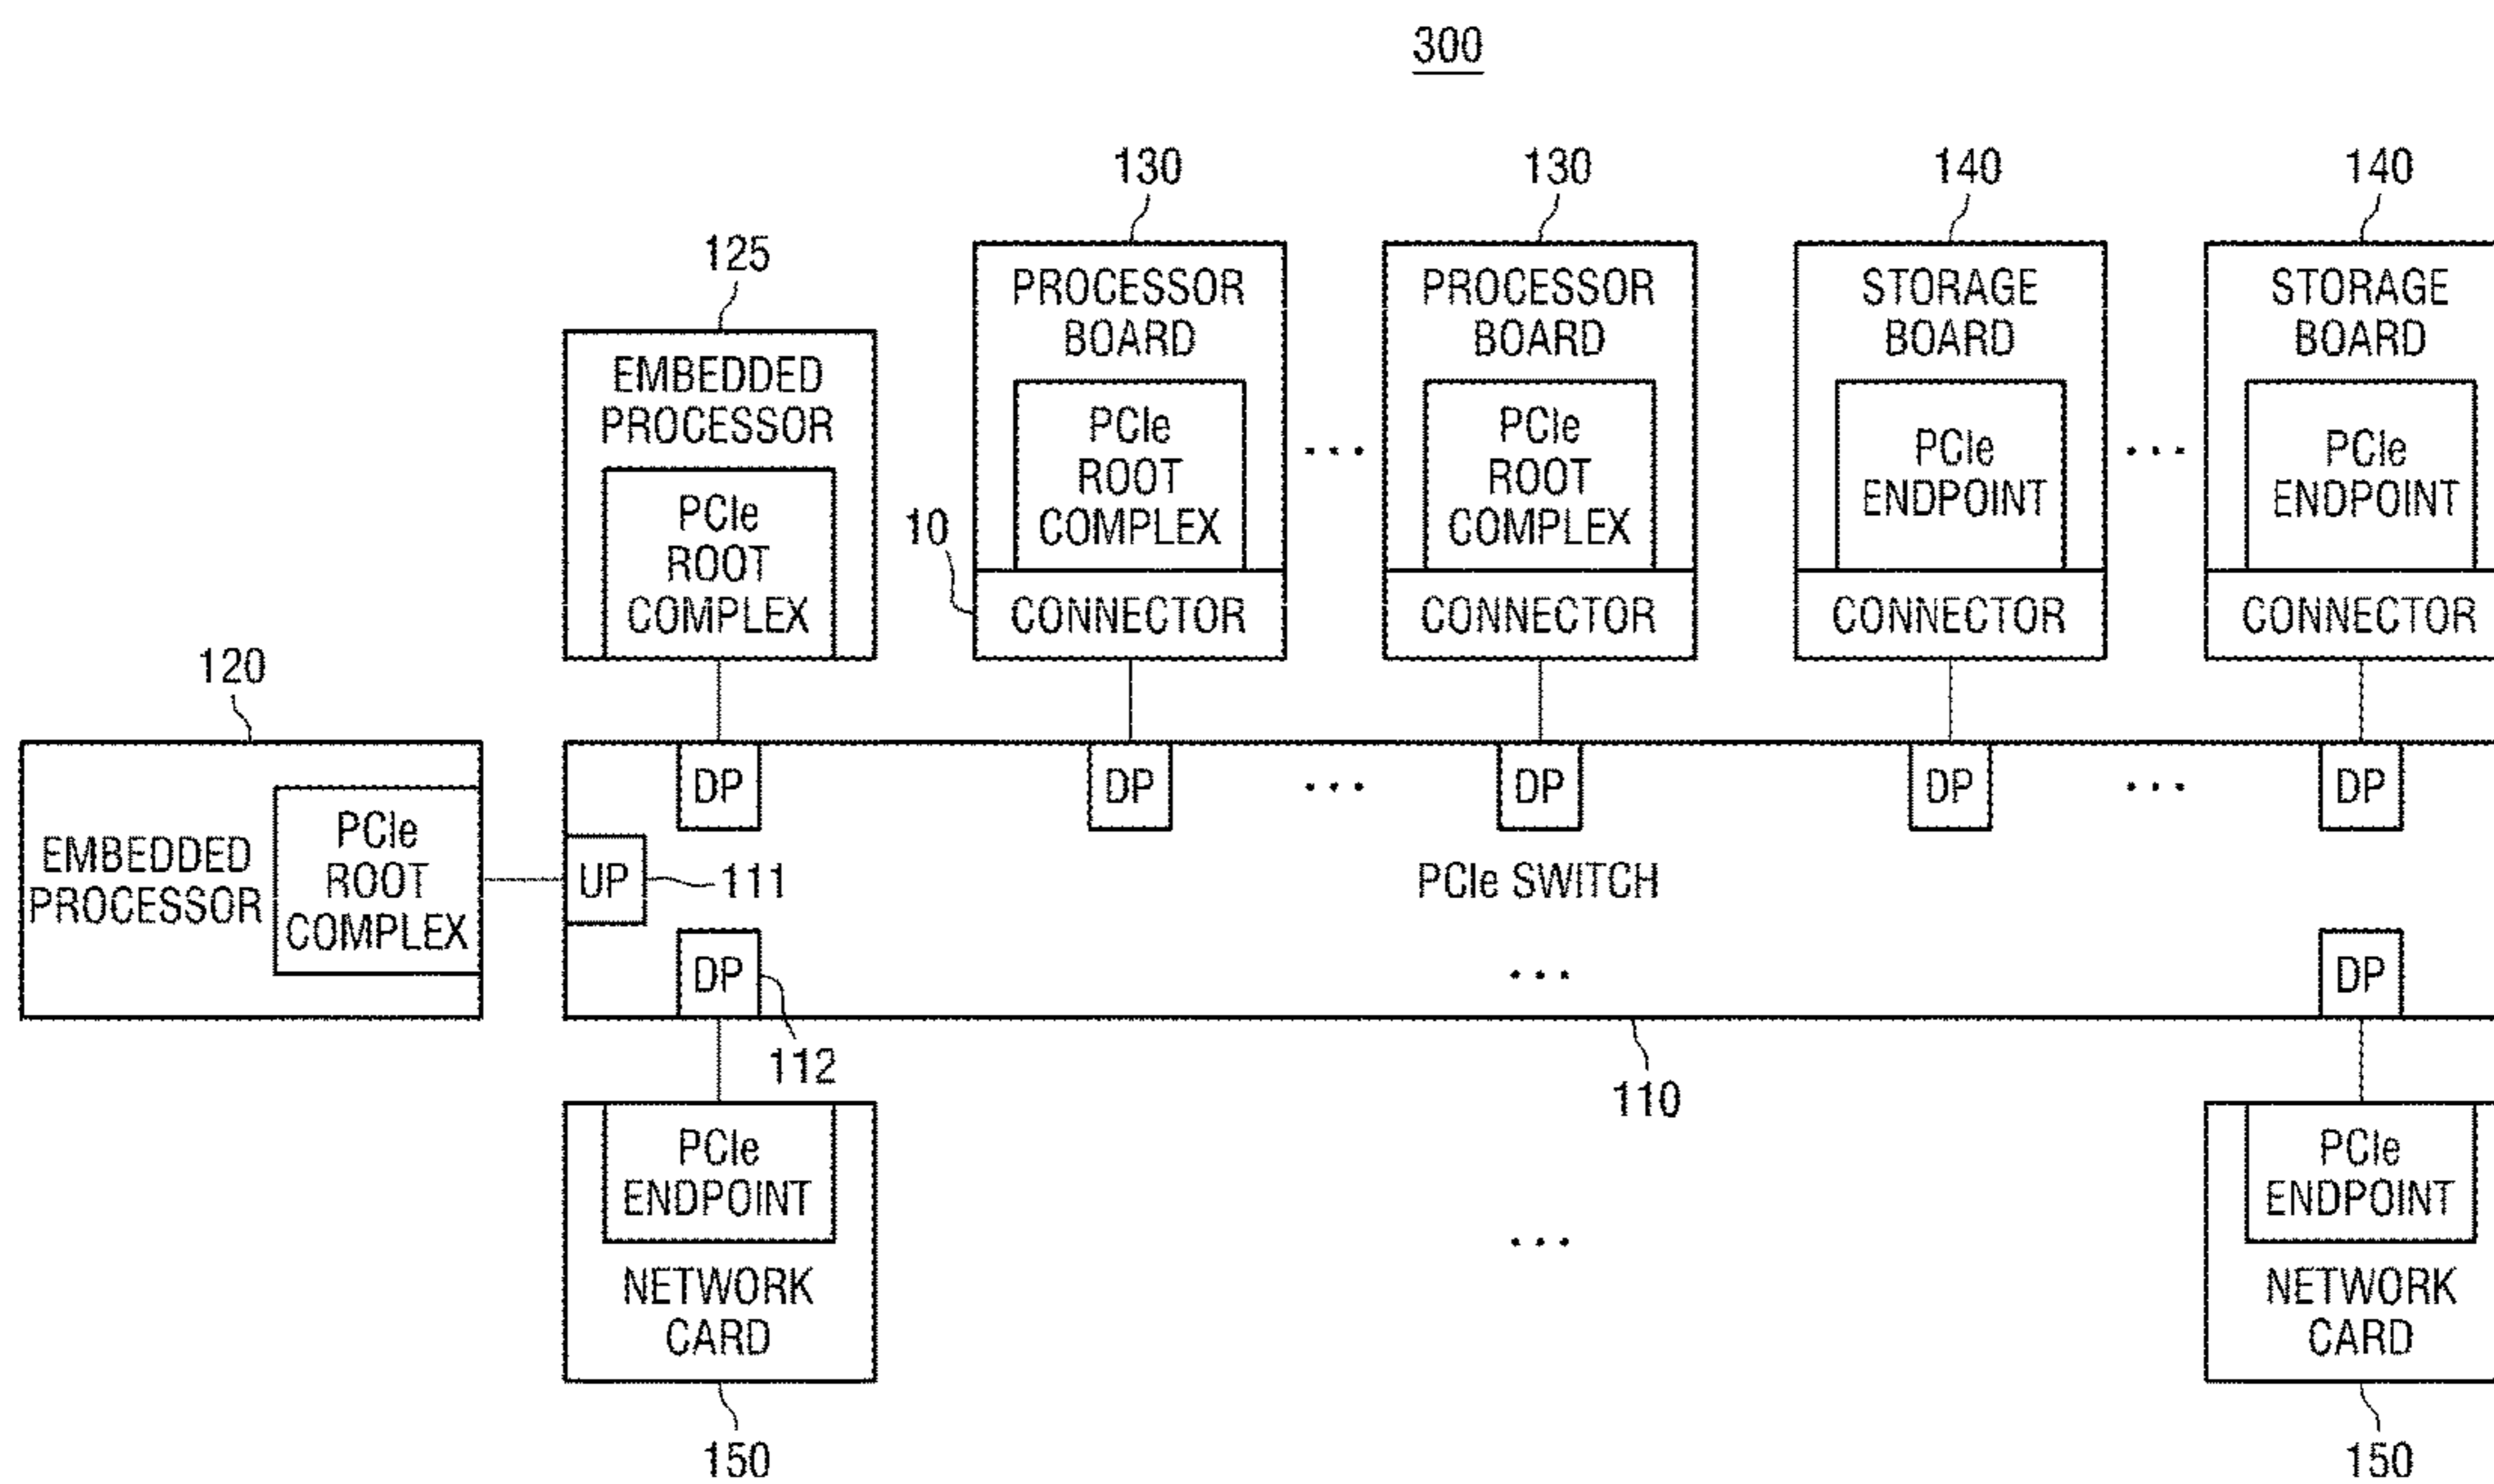 300
130
130
140
140
125
PROCESSOR
BOARD
PCIe
ROOT
COMPLEX
CONNECTOR
...
PROCESSOR
BOARD
PCIe
ROOT
COMPLEX
CONNECTOR
STORAGE
BOARD
PCIe
ENDPOINT
CONNECTOR
...
STORAGE
BOARD
PCIe
ENDPOINT
CONNECTOR
10
EMBEDDED
PROCESSOR
PCIe
ROOT
COMPLEX
120
EMBEDDED
PROCESSOR
PCIe
ROOT
COMPLEX
DP
DP
...
DP
DP
...
DP
UP
111
PCIe SWITCH
DP
112
...
DP
110
PCIe
ENDPOINT
NETWORK
CARD
...
PCIe
ENDPOINT
NETWORK
CARD
150
150